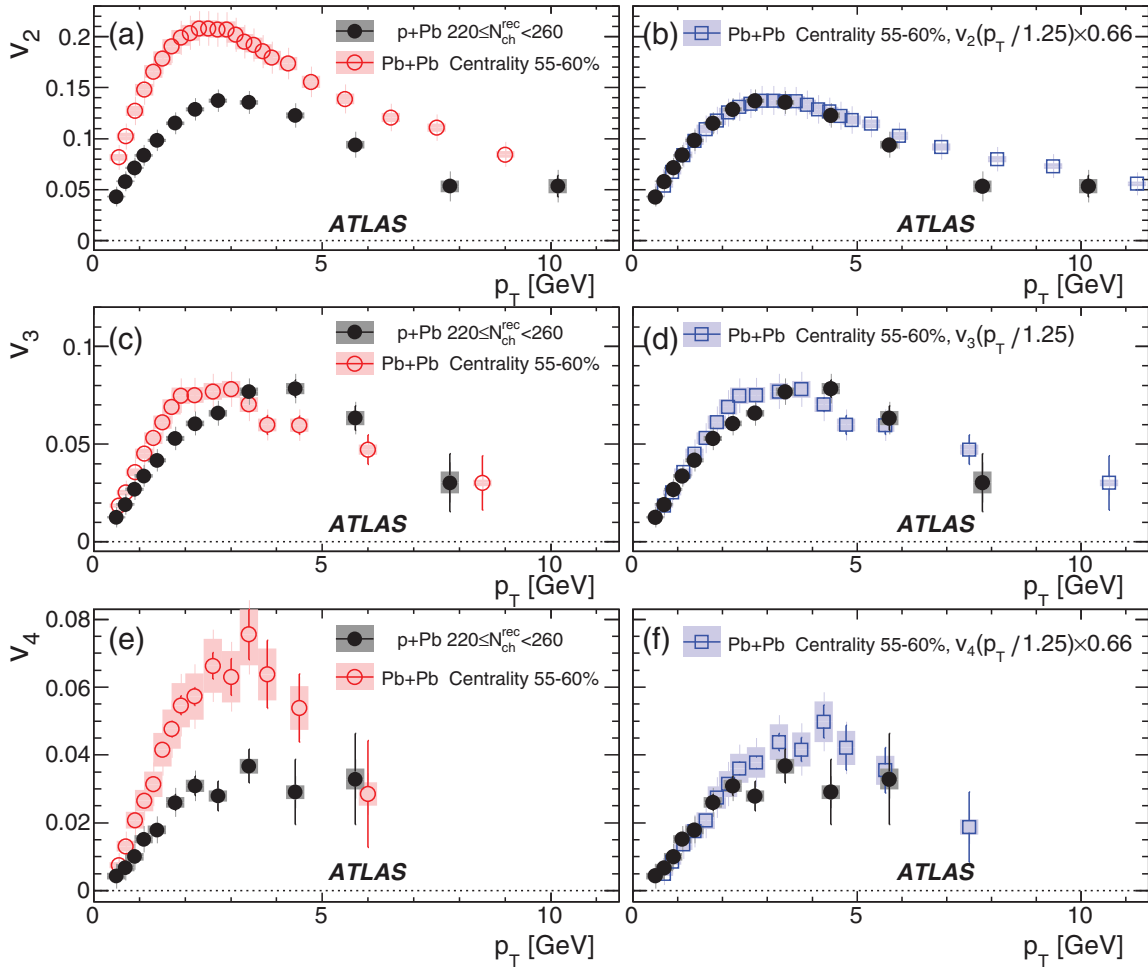 v₂
(a)
p+Pb 220≤N_ch^rec<260
Pb+Pb Centrality 55-60%
0.2
0.15
0.1
0.05
0
ATLAS
0 5 10
p_T [GeV]
(b)
Pb+Pb Centrality 55-60%, v₂(p_T /1.25)×0.66
ATLAS
0 5 10
p_T [GeV]
v₃
(c)
p+Pb 220≤N_ch^rec<260
Pb+Pb Centrality 55-60%
0.1
0.05
0
ATLAS
0 5 10
p_T [GeV]
(d)
Pb+Pb Centrality 55-60%, v₃(p_T /1.25)
ATLAS
0 5 10
p_T [GeV]
v₄
(e)
p+Pb 220≤N_ch^rec<260
Pb+Pb Centrality 55-60%
0.08
0.06
0.04
0.02
0
ATLAS
0 5 10
p_T [GeV]
(f)
Pb+Pb Centrality 55-60%, v₄(p_T /1.25)×0.66
ATLAS
0 5 10
p_T [GeV]